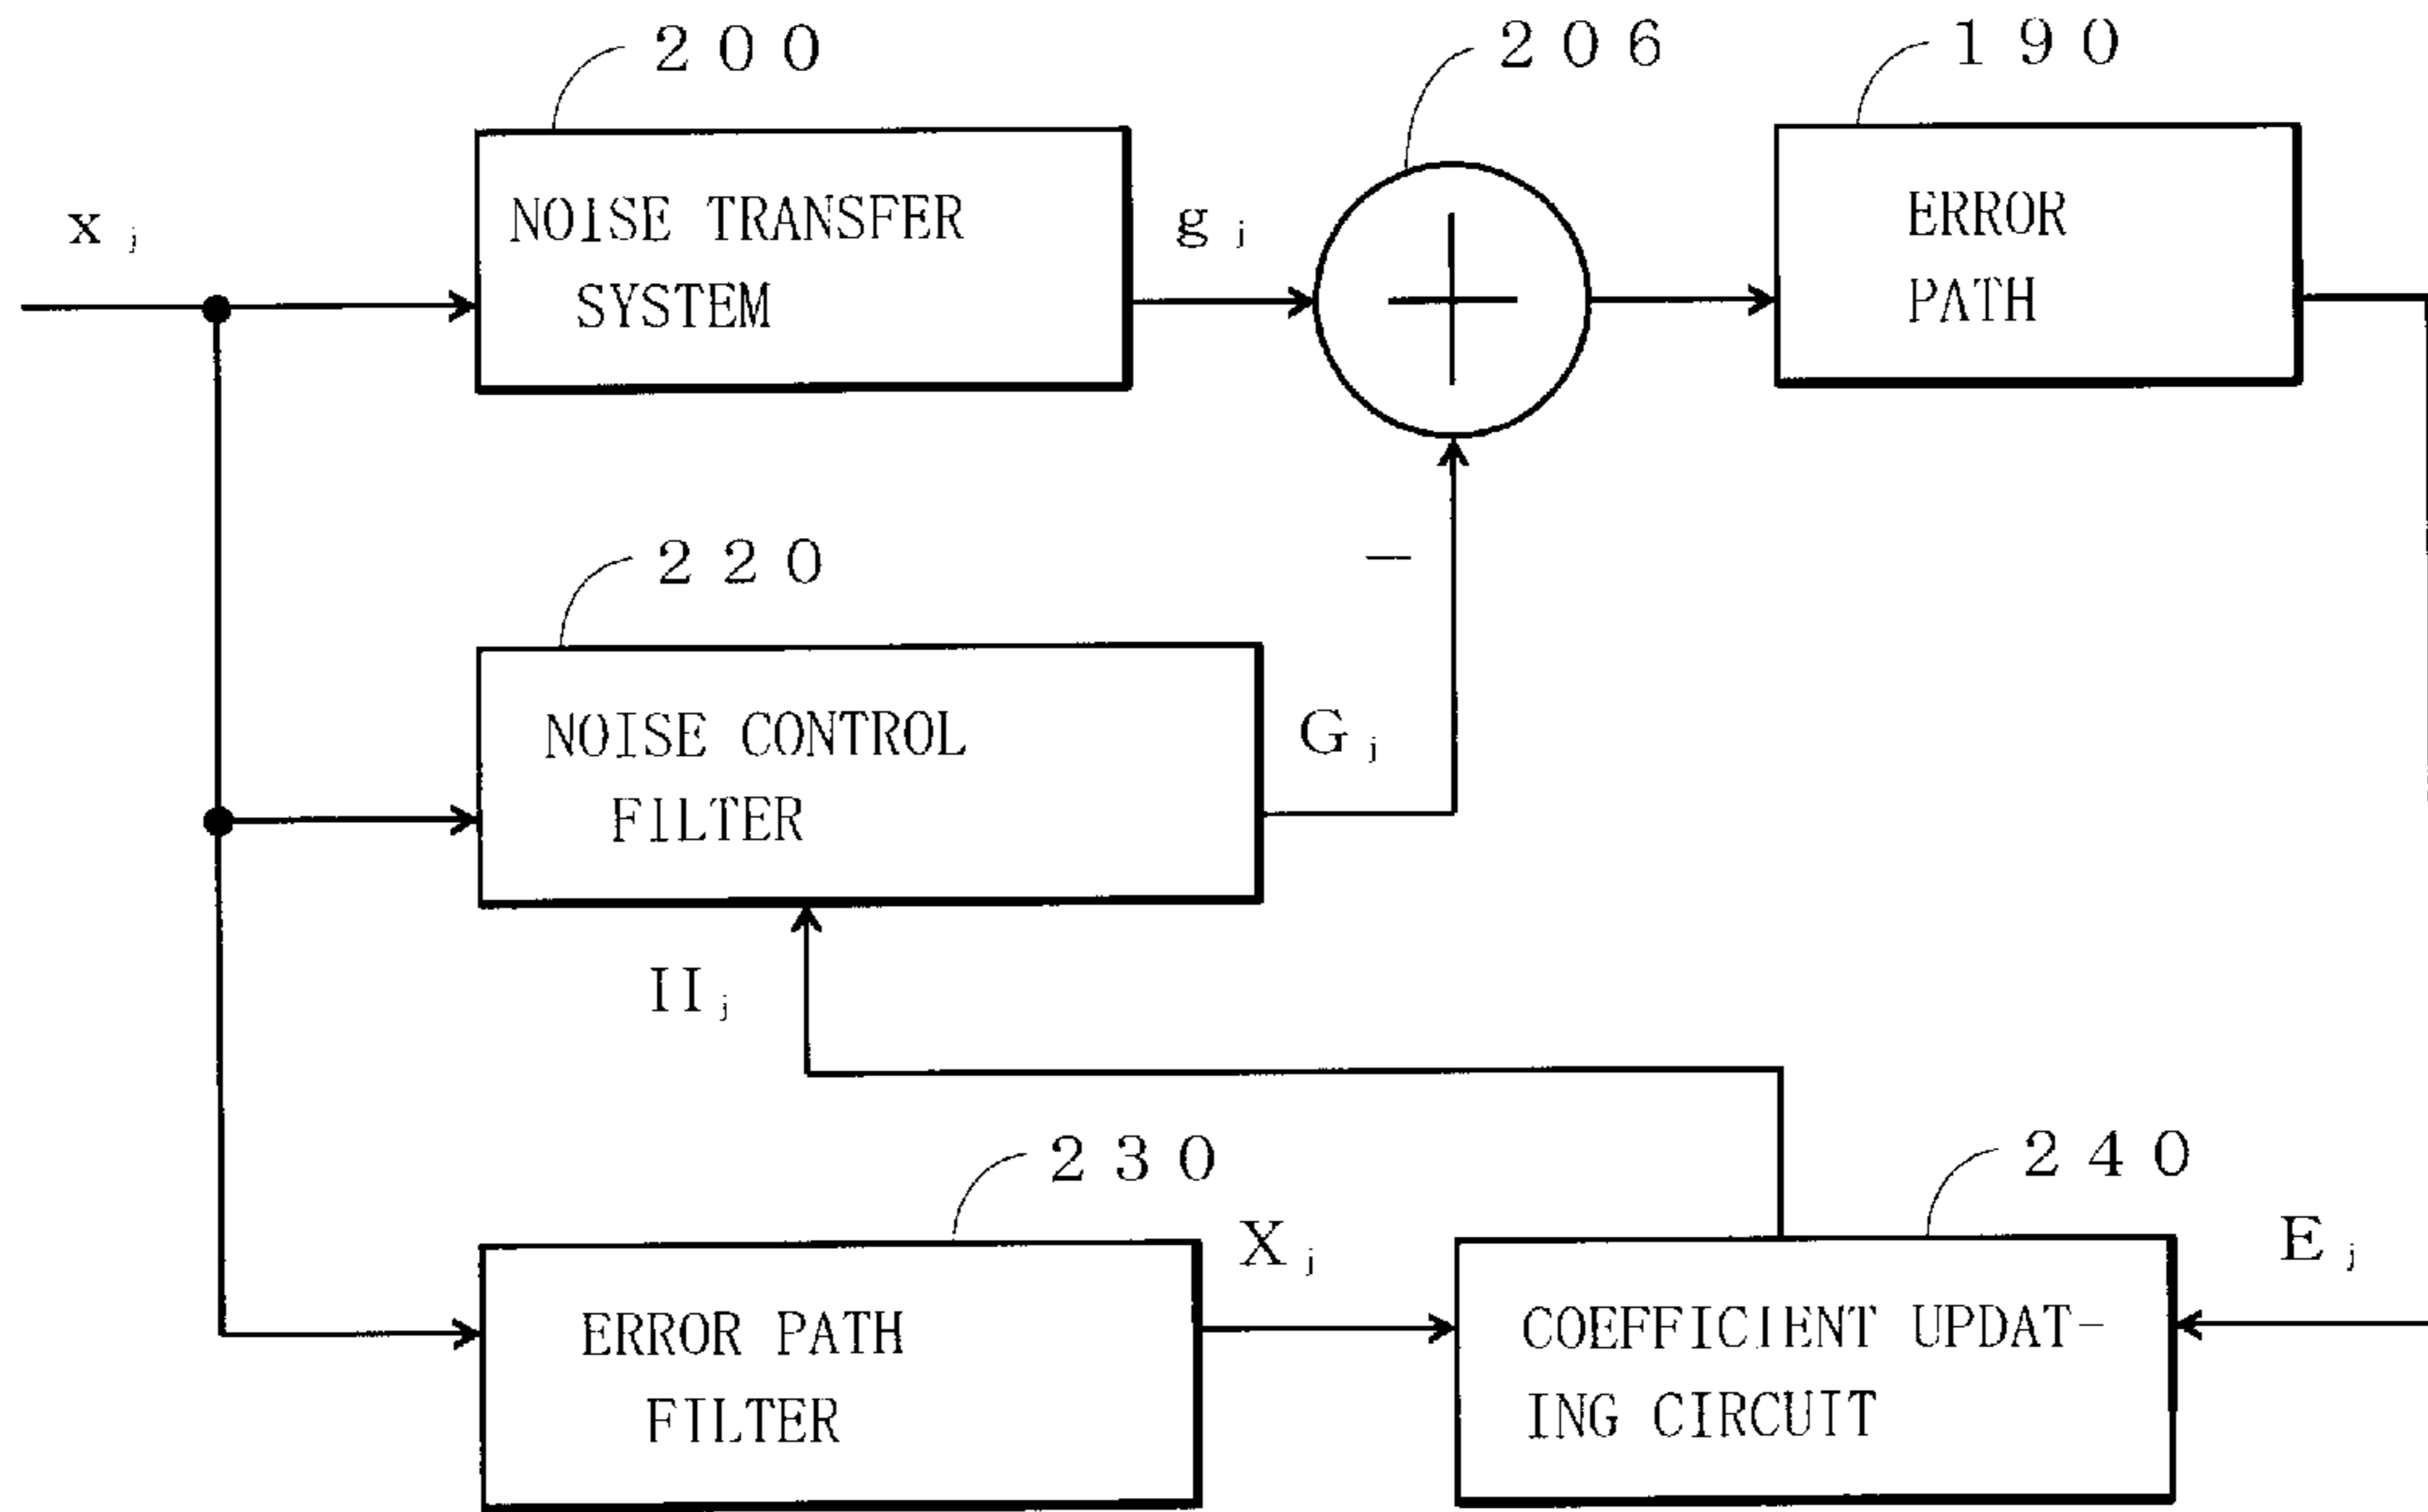 200
206
190
x j
NOISE TRANSFER
SYSTEM
g j
ERROR
PATH
220
−
NOISE CONTROL
FILTER
G j
H j
230
240
X j
E j
ERROR PATH
FILTER
COEFFICIENT UPDAT-
ING CIRCUIT